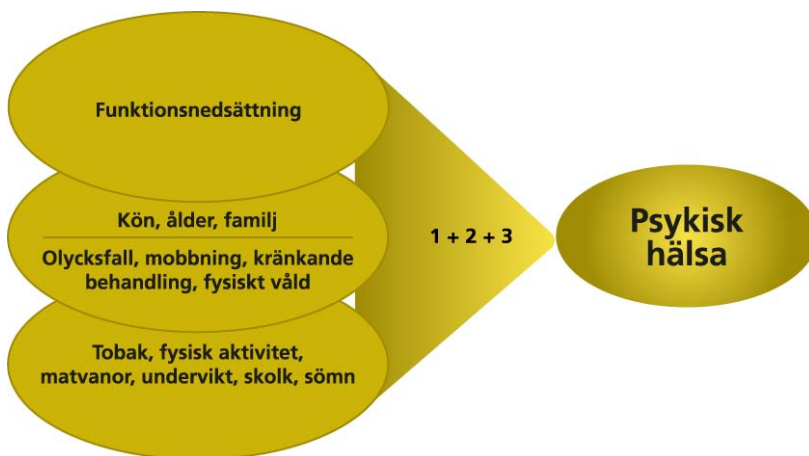 Funktionsnedsättning
Kön, ålder, familj
Olycksfall, mobbning, kränkande
behandling, fysiskt våld
Tobak, fysisk aktivitet,
matvanor, undervikt, skolk, sömn
1 + 2 + 3
Psykisk
hälsa